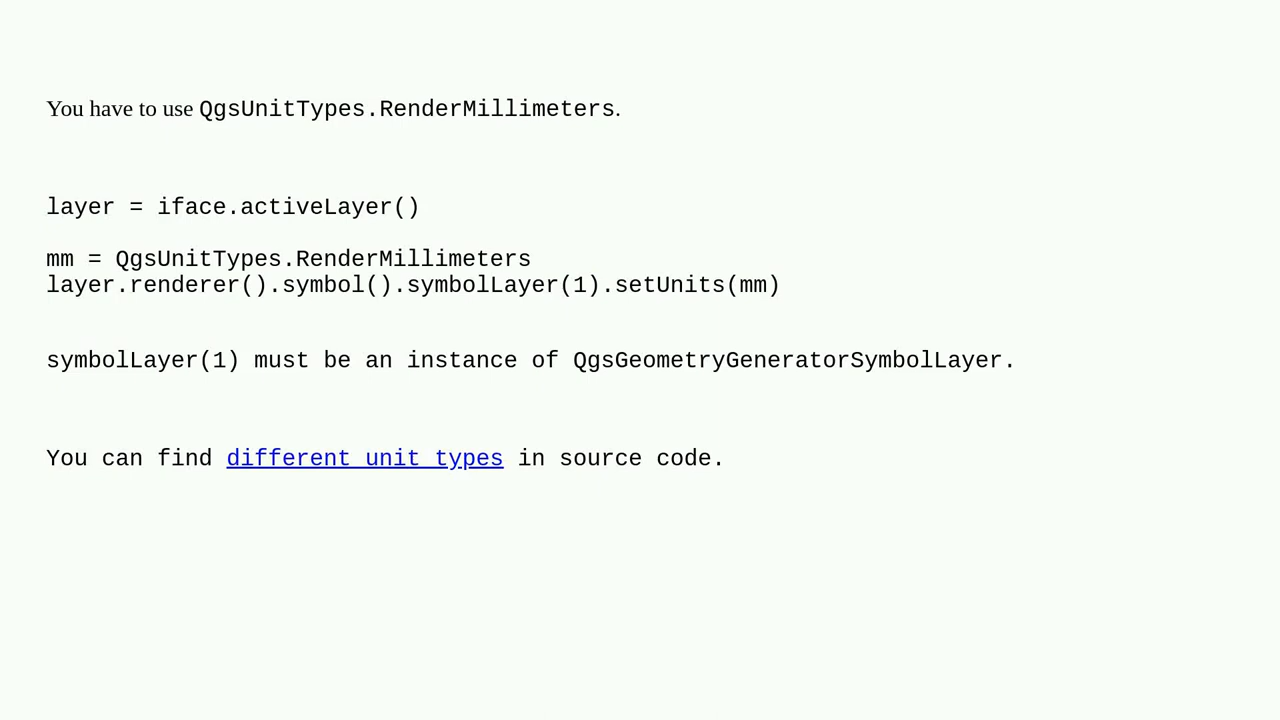 You have to use QgsUnitTypes.RenderMillimeters.
layer = iface.activeLayer()
mm = QgsUnitTypes.RenderMillimeters
layer.renderer().symbol().symbolLayer(1).setUnits(mm)
symbolLayer(1) must be an instance of QgsGeometryGeneratorSymbolLayer.
You can find different unit types in source code.